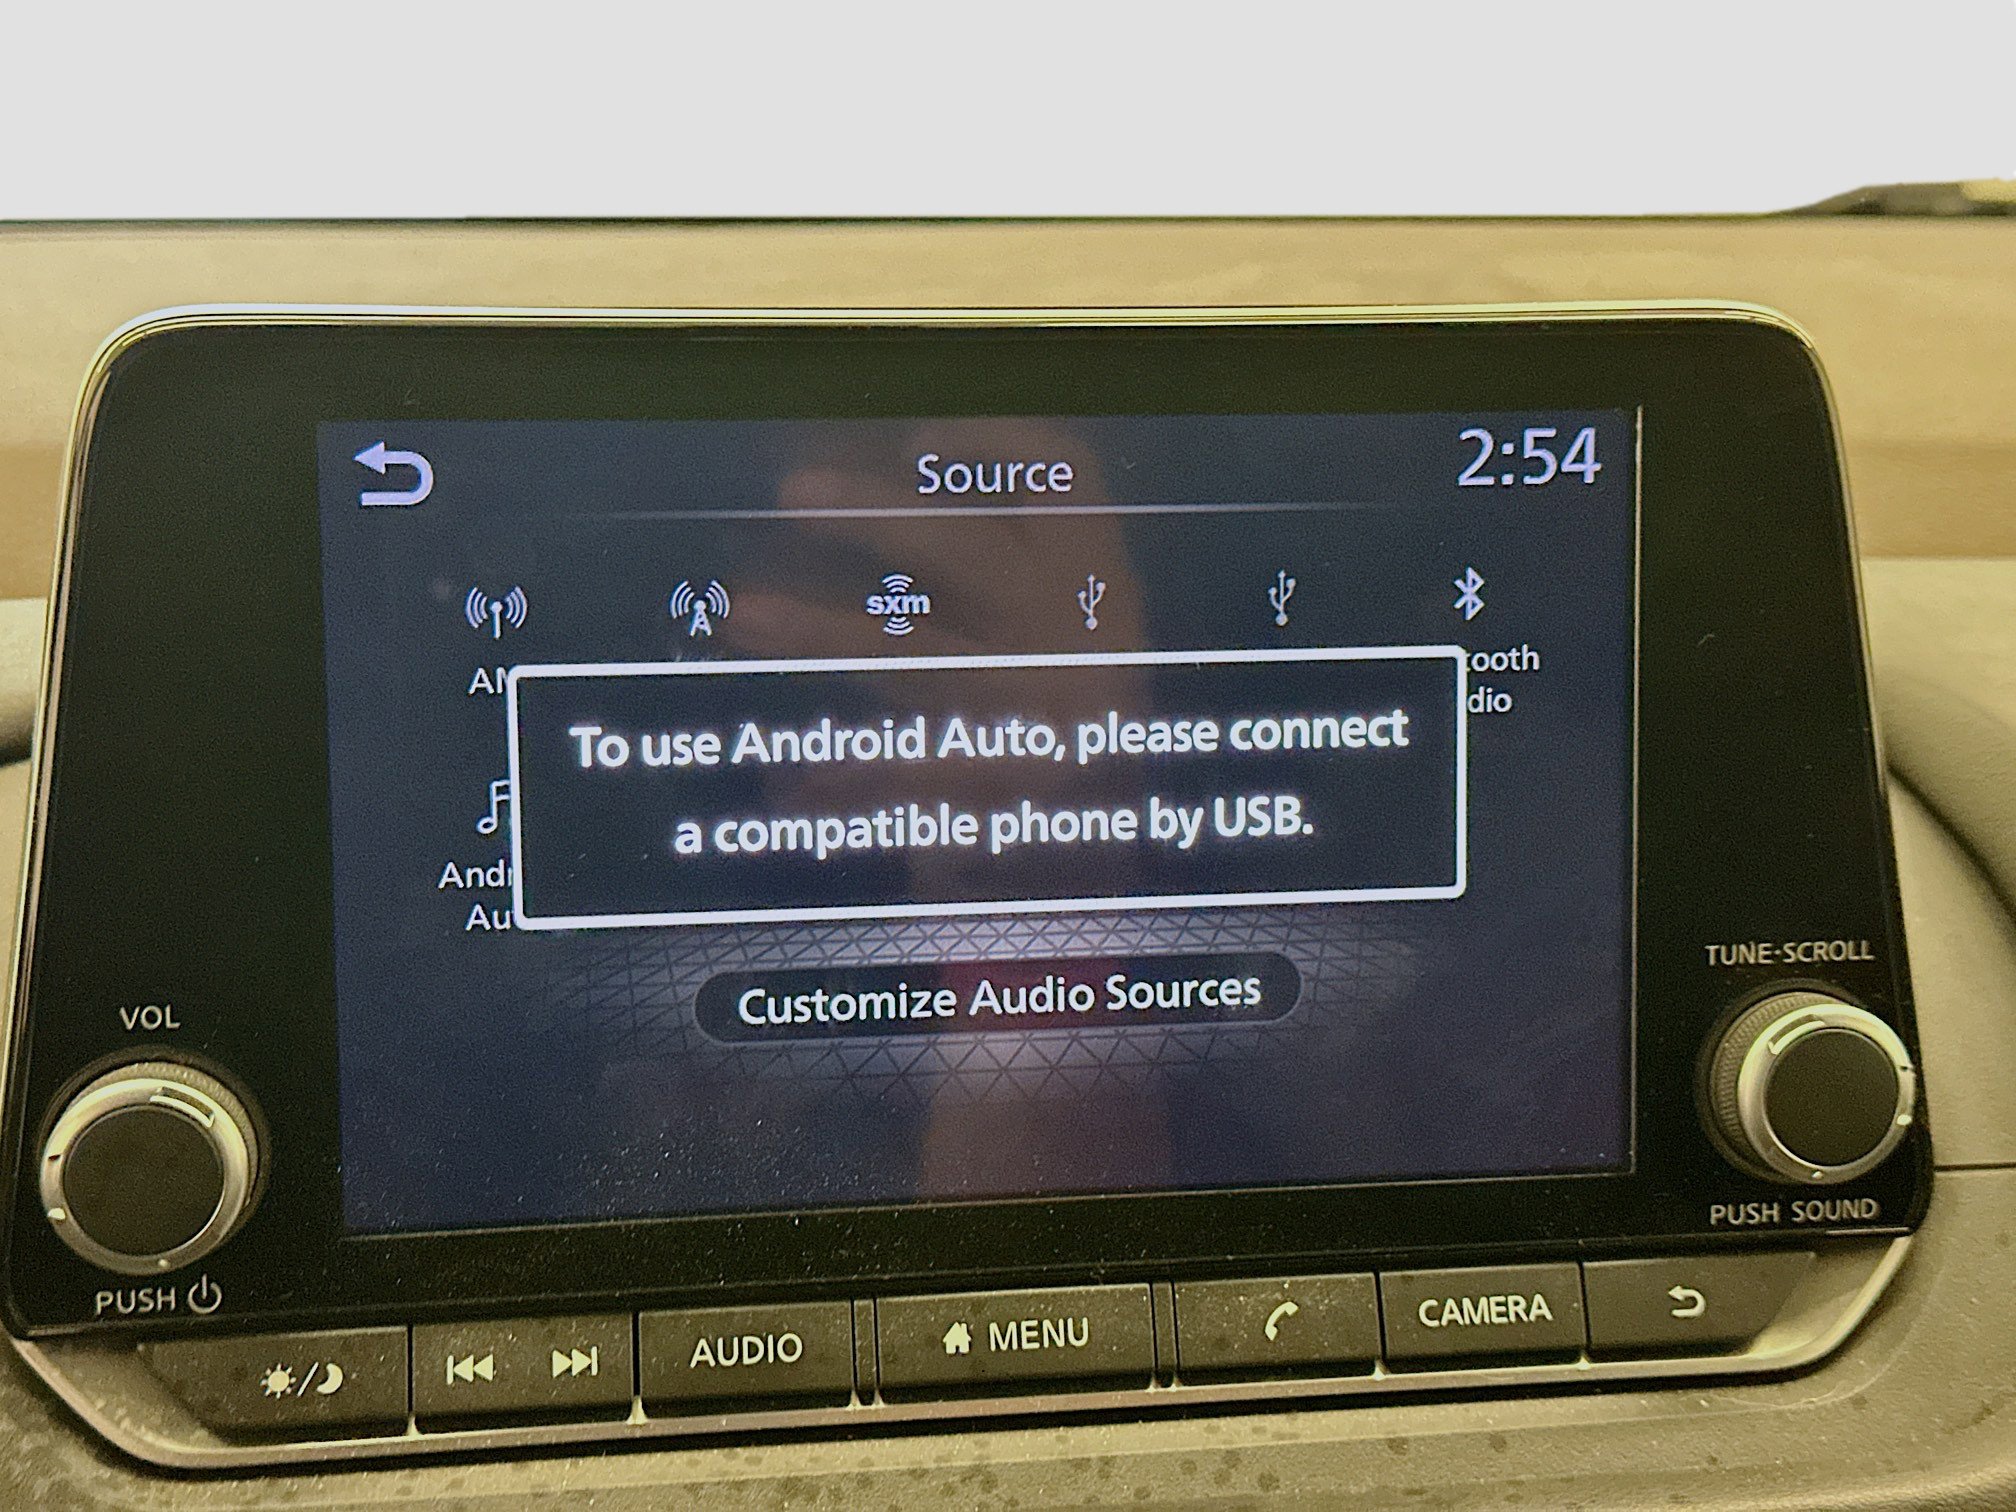 Source
2:54
sxm
To use Android Auto, please connect
a compatible phone by USB.
Customize Audio Sources
TUNE·SCROLL
VOL
PUSH SOUND
PUSH
AUDIO
MENU
CAMERA